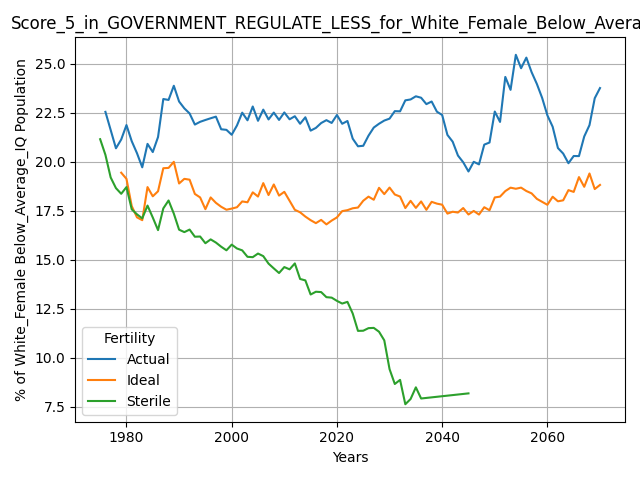 Score_5_in_GOVERNMENT_REGULATE_LESS_for_White_Female_Below_Avera
% of White_Female Below_Average_IQ Population
25.0
22.5
20.0
17.5
15.0
12.5
10.0
7.5
Fertility
Actual
Ideal
Sterile
1980
2000
2020
2040
2060
Years